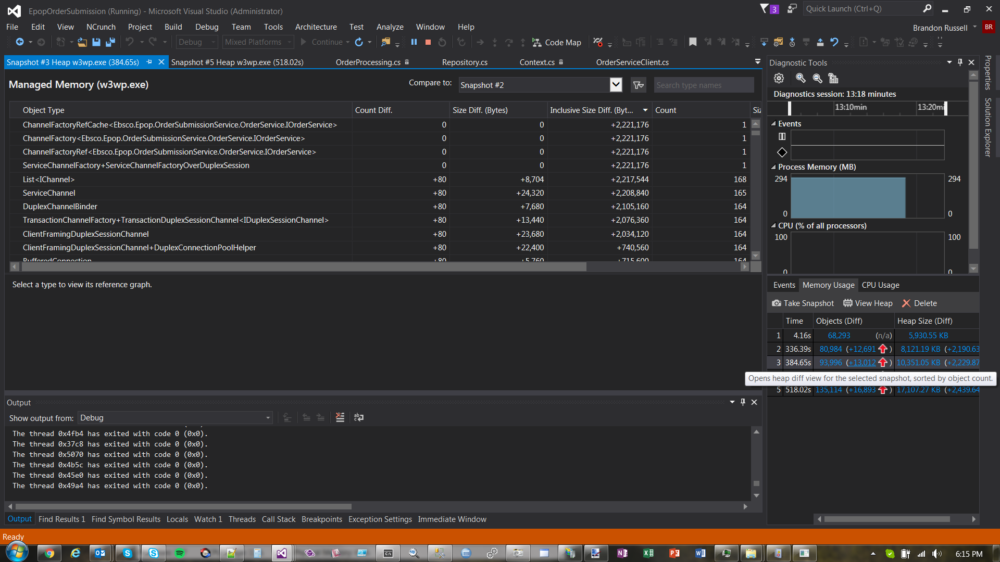 EpopOrderSubmission (Running) - Microsoft Visual Studio (Administrator)
3
Quick Launch (Ctrl+Q)
File Edit View NCrunch Project Build Debug Team Tools Architecture Test Analyze Window Help
Brandon Russell BR
Debug Mixed Platforms Continue Code Map
Snapshot #3 Heap w3wp.exe (384.65s) Snapshot #5 Heap w3wp.exe (518.02s) OrderProcessing.cs Repository.cs Context.cs OrderServiceClient.cs
Managed Memory (w3wp.exe)
Compare to: Snapshot #2 Search type names
Object Type Count Diff. Size Diff. (Bytes) Inclusive Size Diff. (Byt... Count Siz
ChannelFactoryRefCache<Ebsco.Epop.OrderSubmissionService.OrderService.IOrderService> 0 0 +2,221,176 1
ChannelFactory<Ebsco.Epop.OrderSubmissionService.OrderService.IOrderService> 0 0 +2,221,176 1
ChannelFactoryRef<Ebsco.Epop.OrderSubmissionService.OrderService.IOrderService> 0 0 +2,221,176 1
ServiceChannelFactory+ServiceChannelFactoryOverDuplexSession 0 0 +2,221,176 1
List<IChannel> +80 +8,704 +2,217,544 168
ServiceChannel +80 +24,320 +2,208,840 165
DuplexChannelBinder +80 +7,680 +2,105,160 164
TransactionChannelFactory+TransactionDuplexSessionChannel<IDuplexSessionChannel> +80 +13,440 +2,076,360 164
ClientFramingDuplexSessionChannel +80 +23,680 +2,034,120 164
ClientFramingDuplexSessionChannel+DuplexConnectionPoolHelper +80 +22,400 +740,560 164
BufferedConnection +80 +5,760 +715,600 164
Select a type to view its reference graph.
Output
Show output from: Debug
The thread 0x4fb4 has exited with code 0 (0x0).
The thread 0x37c8 has exited with code 0 (0x0).
The thread 0x5070 has exited with code 0 (0x0).
The thread 0x4b5c has exited with code 0 (0x0).
The thread 0x45e0 has exited with code 0 (0x0).
The thread 0x49a4 has exited with code 0 (0x0).
Output Find Results 1 Find Symbol Results Locals Watch 1 Threads Call Stack Breakpoints Exception Settings Immediate Window
Diagnostic Tools
Diagnostics session: 13:18 minutes
13:10min 13:20mi
Events
Process Memory (MB)
294 294
0 0
CPU (% of all processors)
100 100
0 0
Events Memory Usage CPU Usage
Take Snapshot View Heap Delete
Time Objects (Diff) Heap Size (Diff)
1 4.16s 68,293 (n/a) 5,930.55 KB
2 336.39s 80,984 (+12,691 ) 8,121.19 KB (+2,190.63
3 384.65s 93,996 (+13,012 ) 10,351.05 KB (+2,229.87
Opens heap diff view for the selected snapshot, sorted by object count.
5 518.02s 135,114 (+16,893 ) 17,107.27 KB (+2,439.64
Properties
Solution Explorer
Ready
6:15 PM